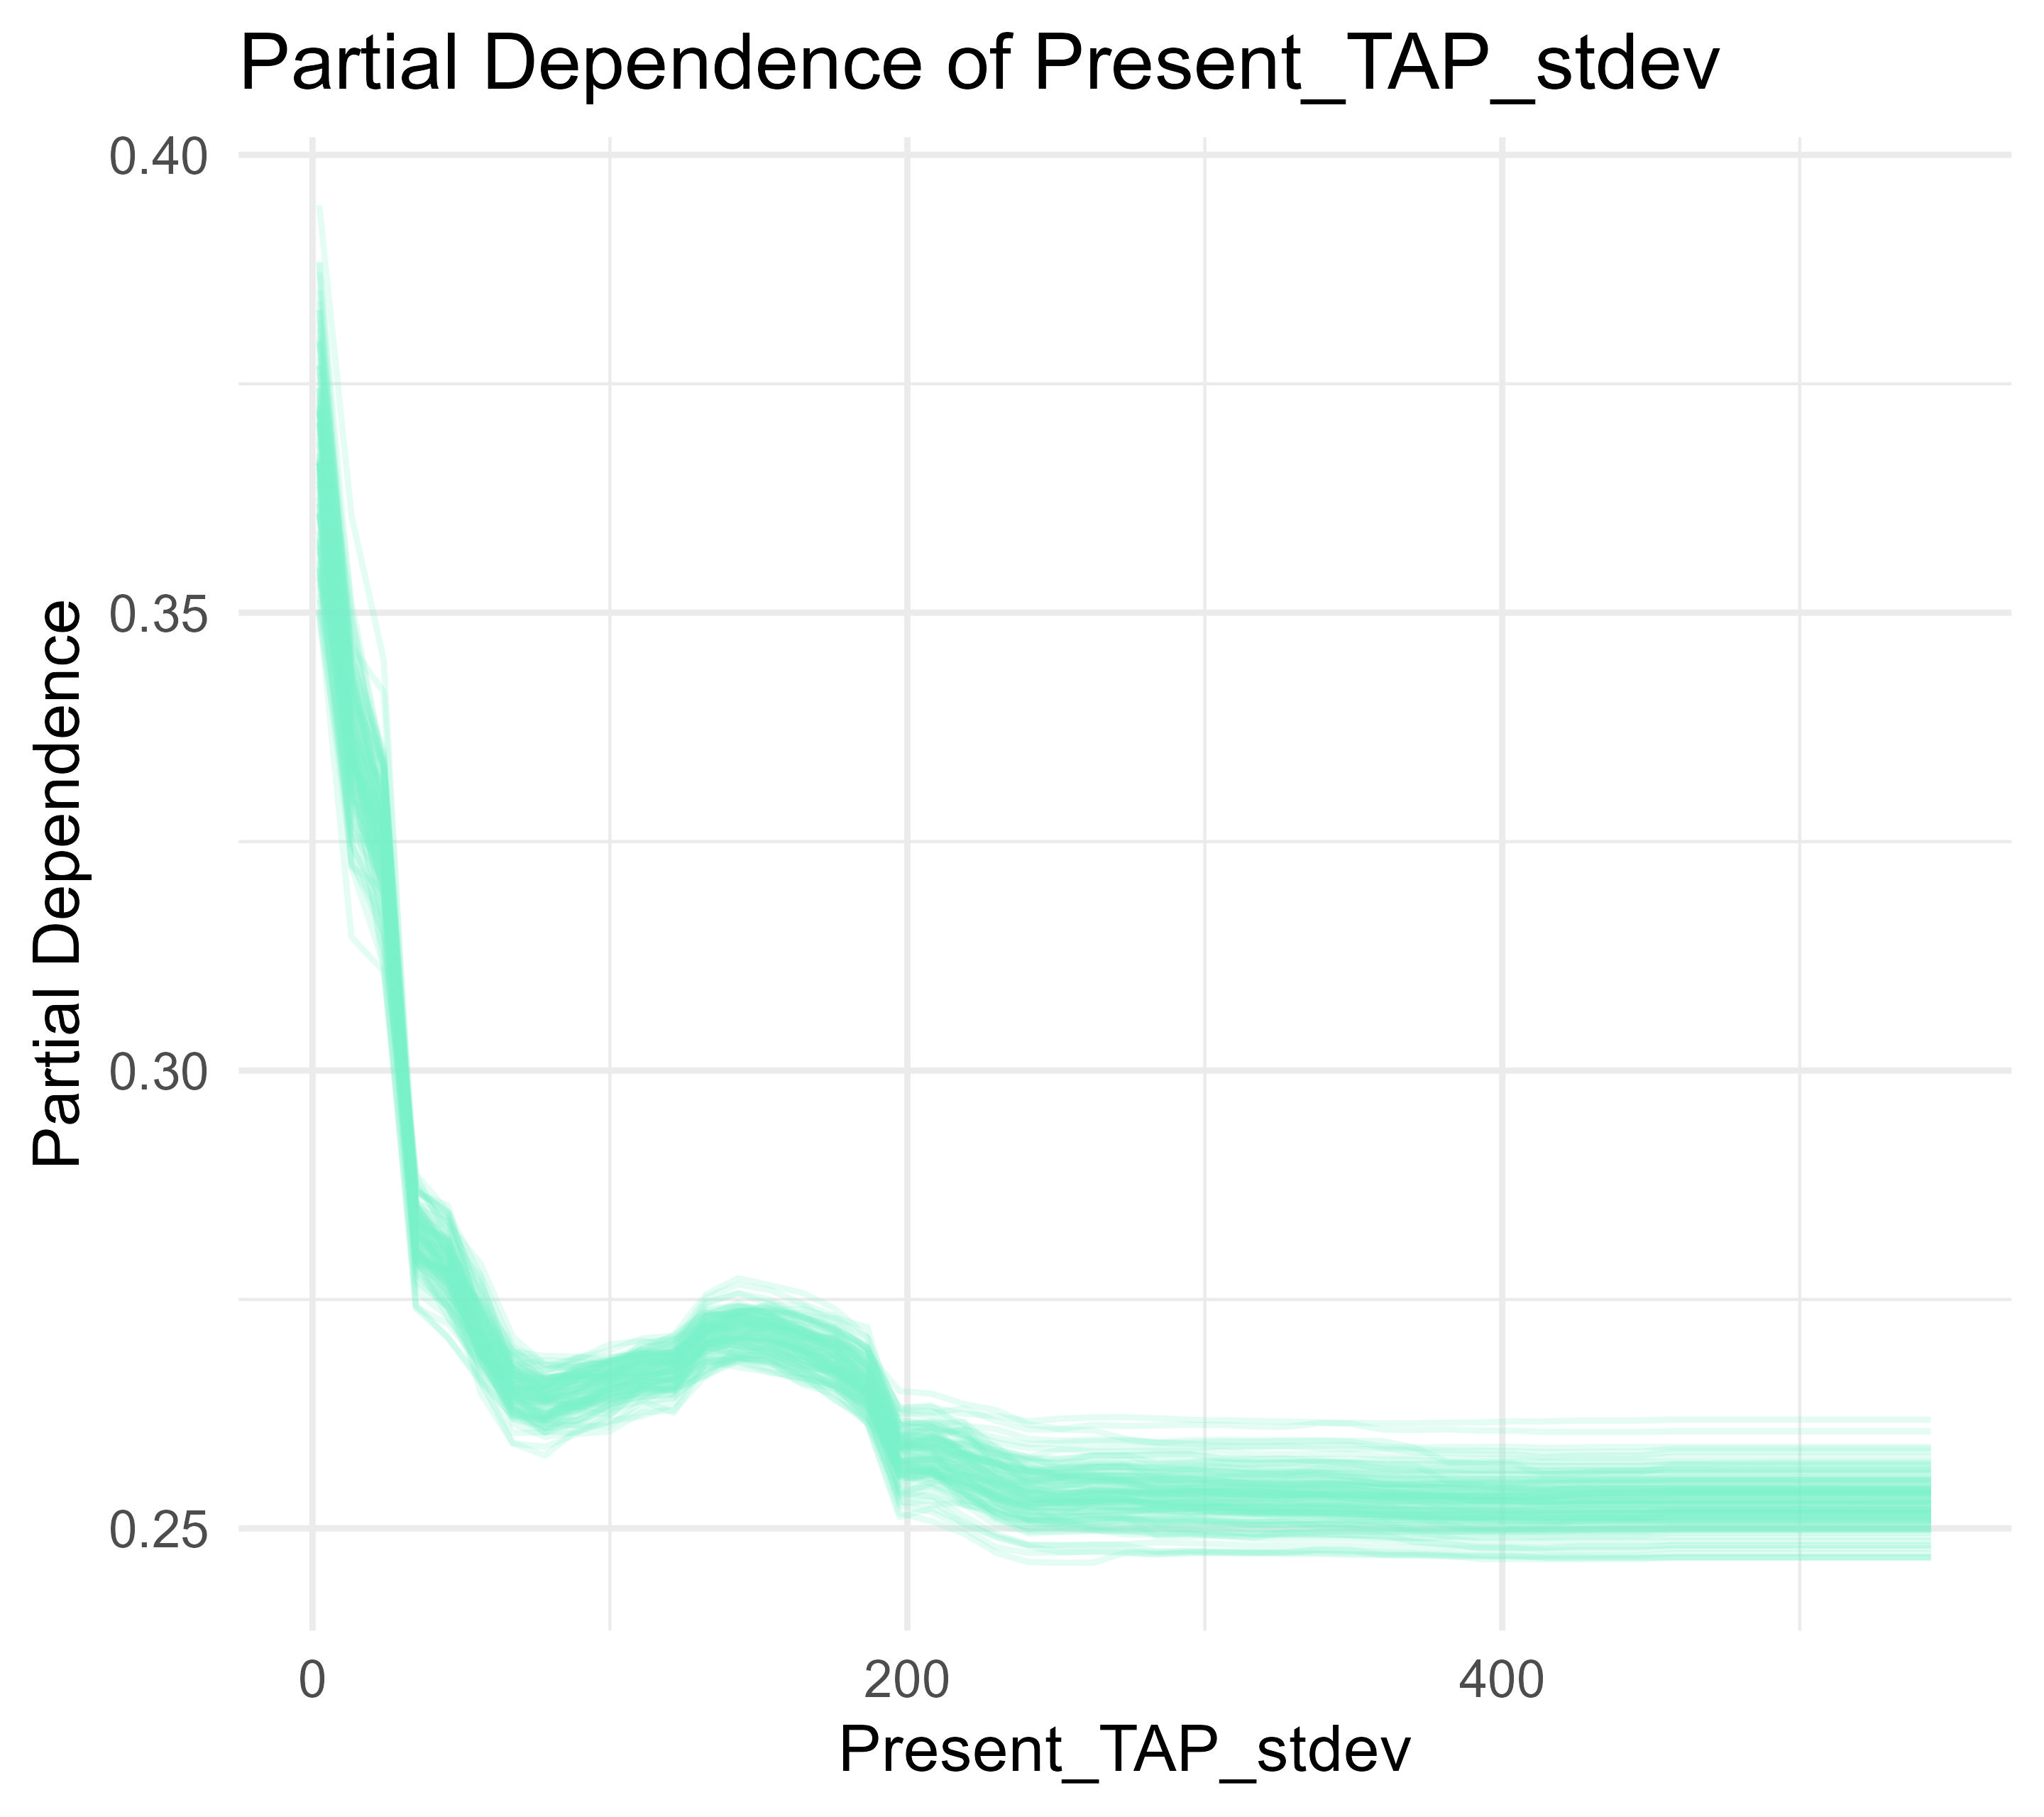 Partial Dependence of Present_TAP_stdev
0.40
0.35
0.30
0.25
Partial Dependence
0
200
400
Present_TAP_stdev